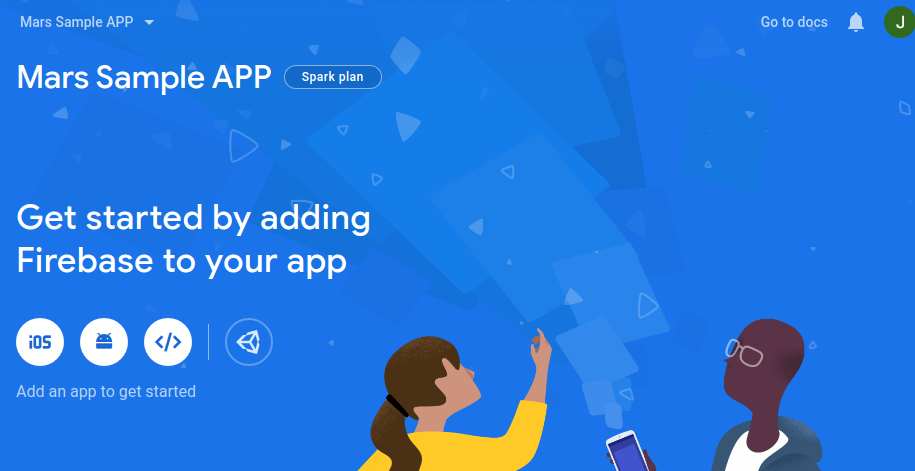 Mars Sample APP
Go to docs
J
Mars Sample APP
Spark plan
Get started by adding
Firebase to your app
iOS
</>
Add an app to get started